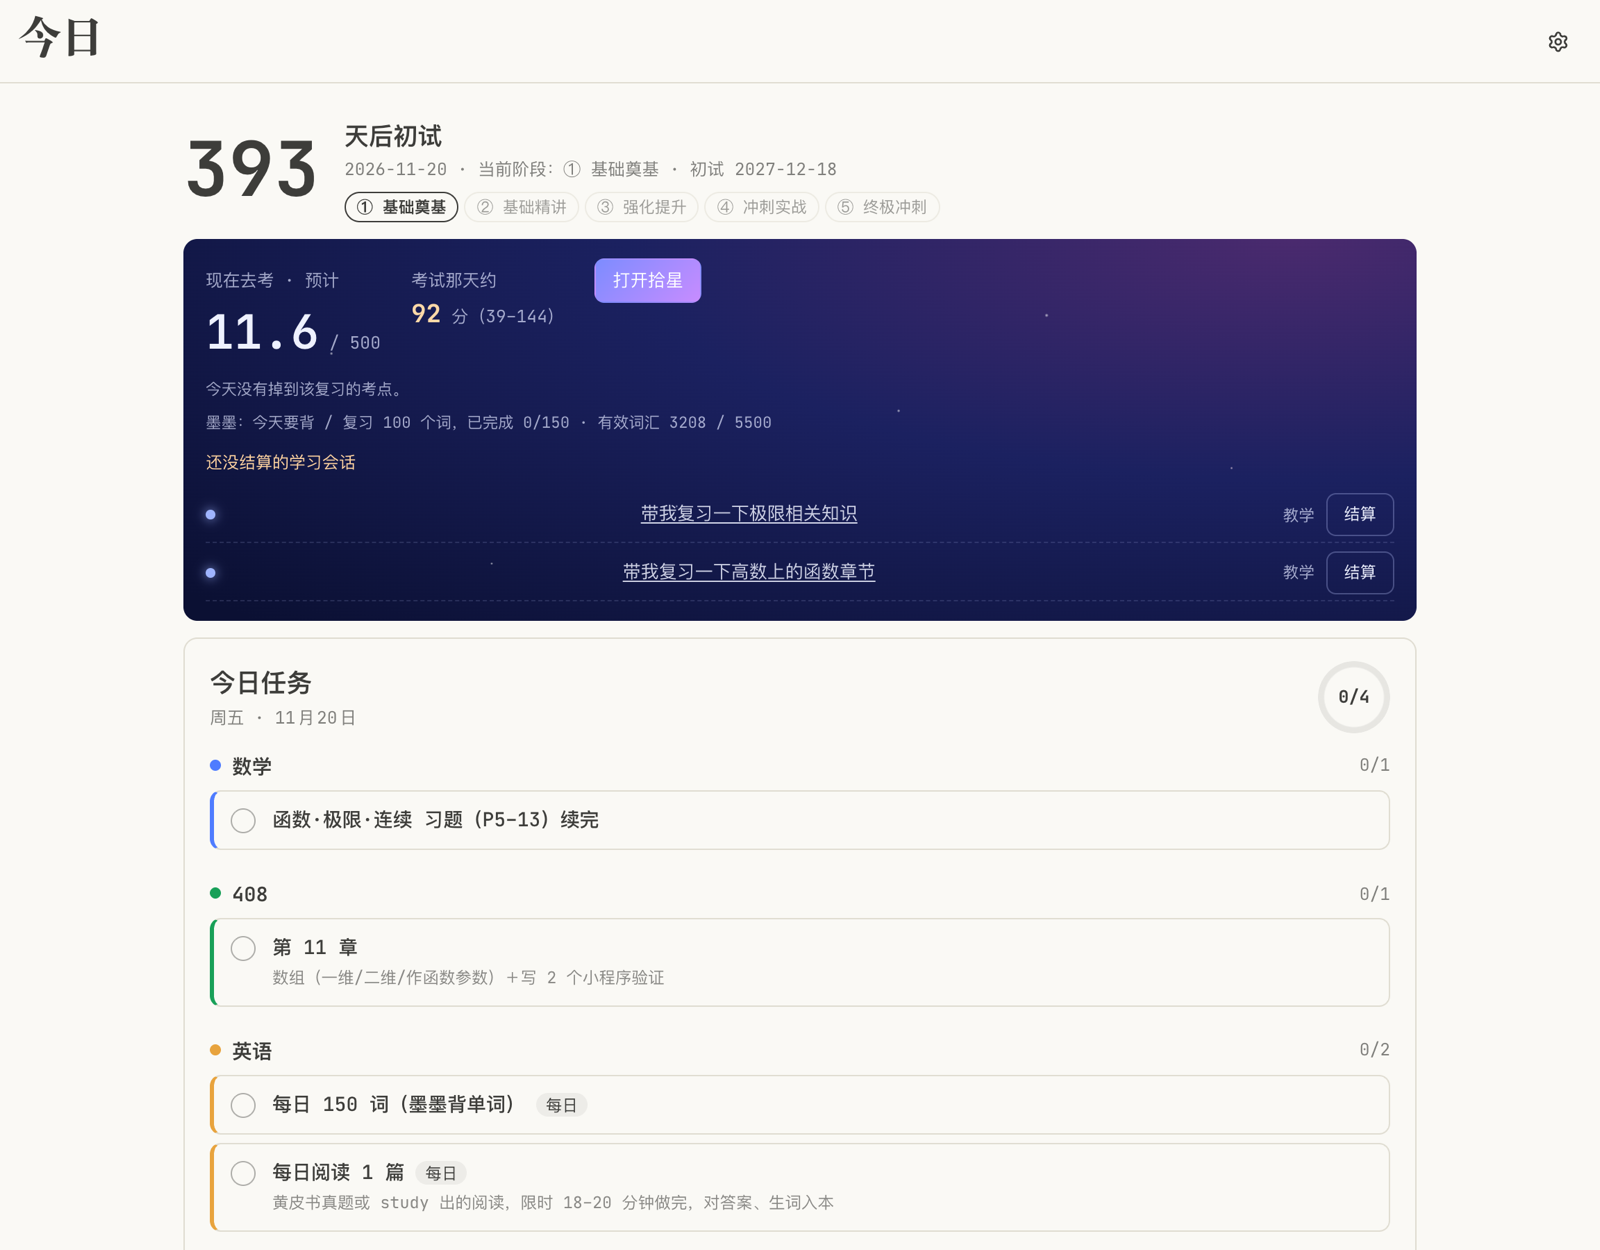 今日
393
天后初试
2026-11-20 · 当前阶段：① 基础奠基 · 初试 2027-12-18
① 基础奠基 ② 基础精讲 ③ 强化提升 ④ 冲刺实战 ⑤ 终极冲刺
现在去考 · 预计
11.6 / 500
考试那天约
92 分（39–144）
打开拾星
今天没有掉到该复习的考点。
墨墨：今天要背 / 复习 100 个词，已完成 0/150 · 有效词汇 3208 / 5500
还没结算的学习会话
带我复习一下极限相关知识 教学 结算
带我复习一下高数上的函数章节 教学 结算
今日任务
周五 · 11月20日
0/4
数学 0/1
函数·极限·连续 习题（P5–13）续完
408 0/1
第 11 章
数组（一维/二维/作函数参数）＋写 2 个小程序验证
英语 0/2
每日 150 词（墨墨背单词） 每日
每日阅读 1 篇 每日
黄皮书真题或 study 出的阅读，限时 18–20 分钟做完，对答案、生词入本